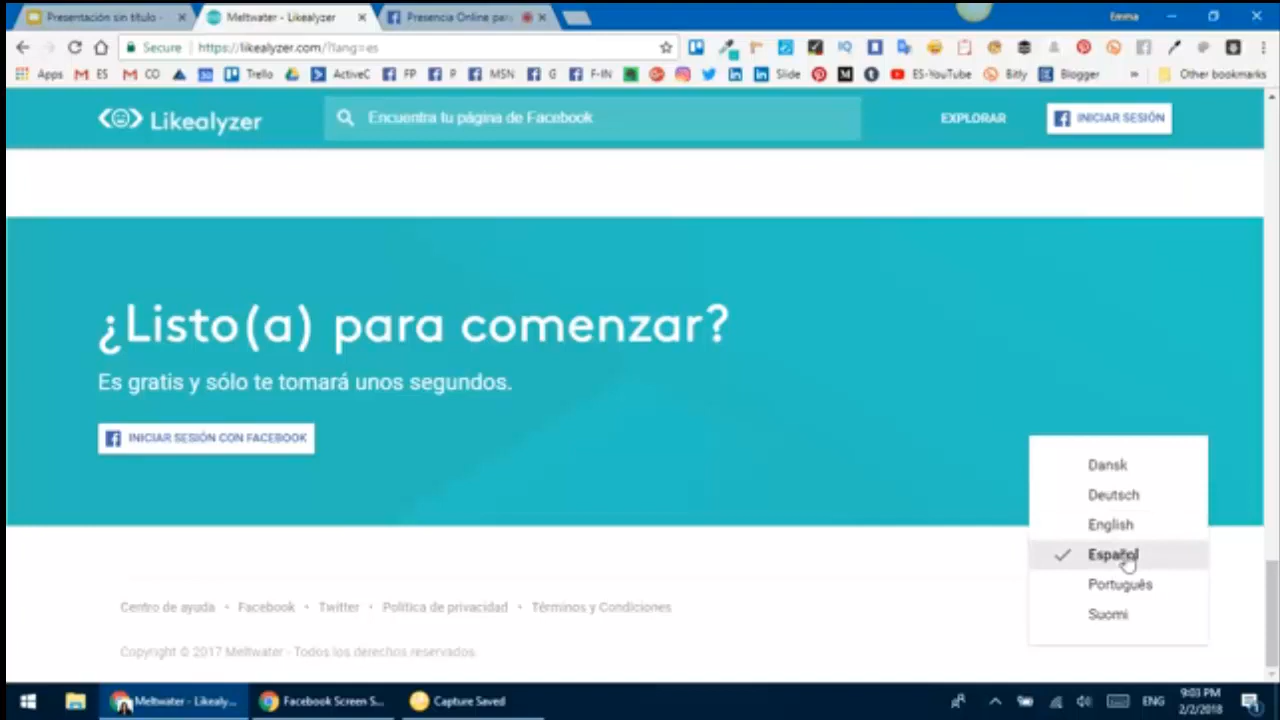 Presentación sin título -
Meltwater - Likealyzer
Presencia Online par
Emma
Secure
https://likealyzer.com/?lang=es
Apps
ES
CO
Trello
ActiveC
FP
MSN
G
F-IN
Slide
ES-YouTube
Bitly
Blogger
»
Other bookmarks
Likealyzer
Encuentra tu página de Facebook
EXPLORAR
INICIAR SESIÓN
¿Listo(a) para comenzar?
Es gratis y sólo te tomará unos segundos.
INICIAR SESIÓN CON FACEBOOK
Dansk
Deutsch
English
Español
Português
Suomi
Centro de ayuda • Facebook • Twitter • Política de privacidad • Términos y Condiciones
Copyright © 2017 Meltwater - Todos los derechos reservados.
Meltwater - Likealy...
Facebook Screen S...
Capture Saved
ENG
9:03 PM
2/2/2018